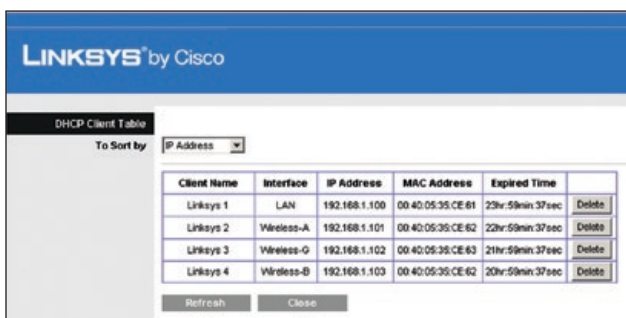 LINKSYS® by Cisco
DHCP Client Table
To Sort by IP Address
Client Name Interface IP Address MAC Address Expired Time
Linksys 1 LAN 192.168.1.100 00:40:05:35:CE:61 23hr:59min:37sec Delete
Linksys 2 Wireless-A 192.168.1.101 00:40:05:35:CE:62 22hr:59min:37sec Delete
Linksys 3 Wireless-G 192.168.1.102 00:40:05:35:CE:63 21hr:59min:37sec Delete
Linksys 4 Wireless-B 192.168.1.103 00:40:05:35:CE:62 20hr:59min:37sec Delete
Refresh Close